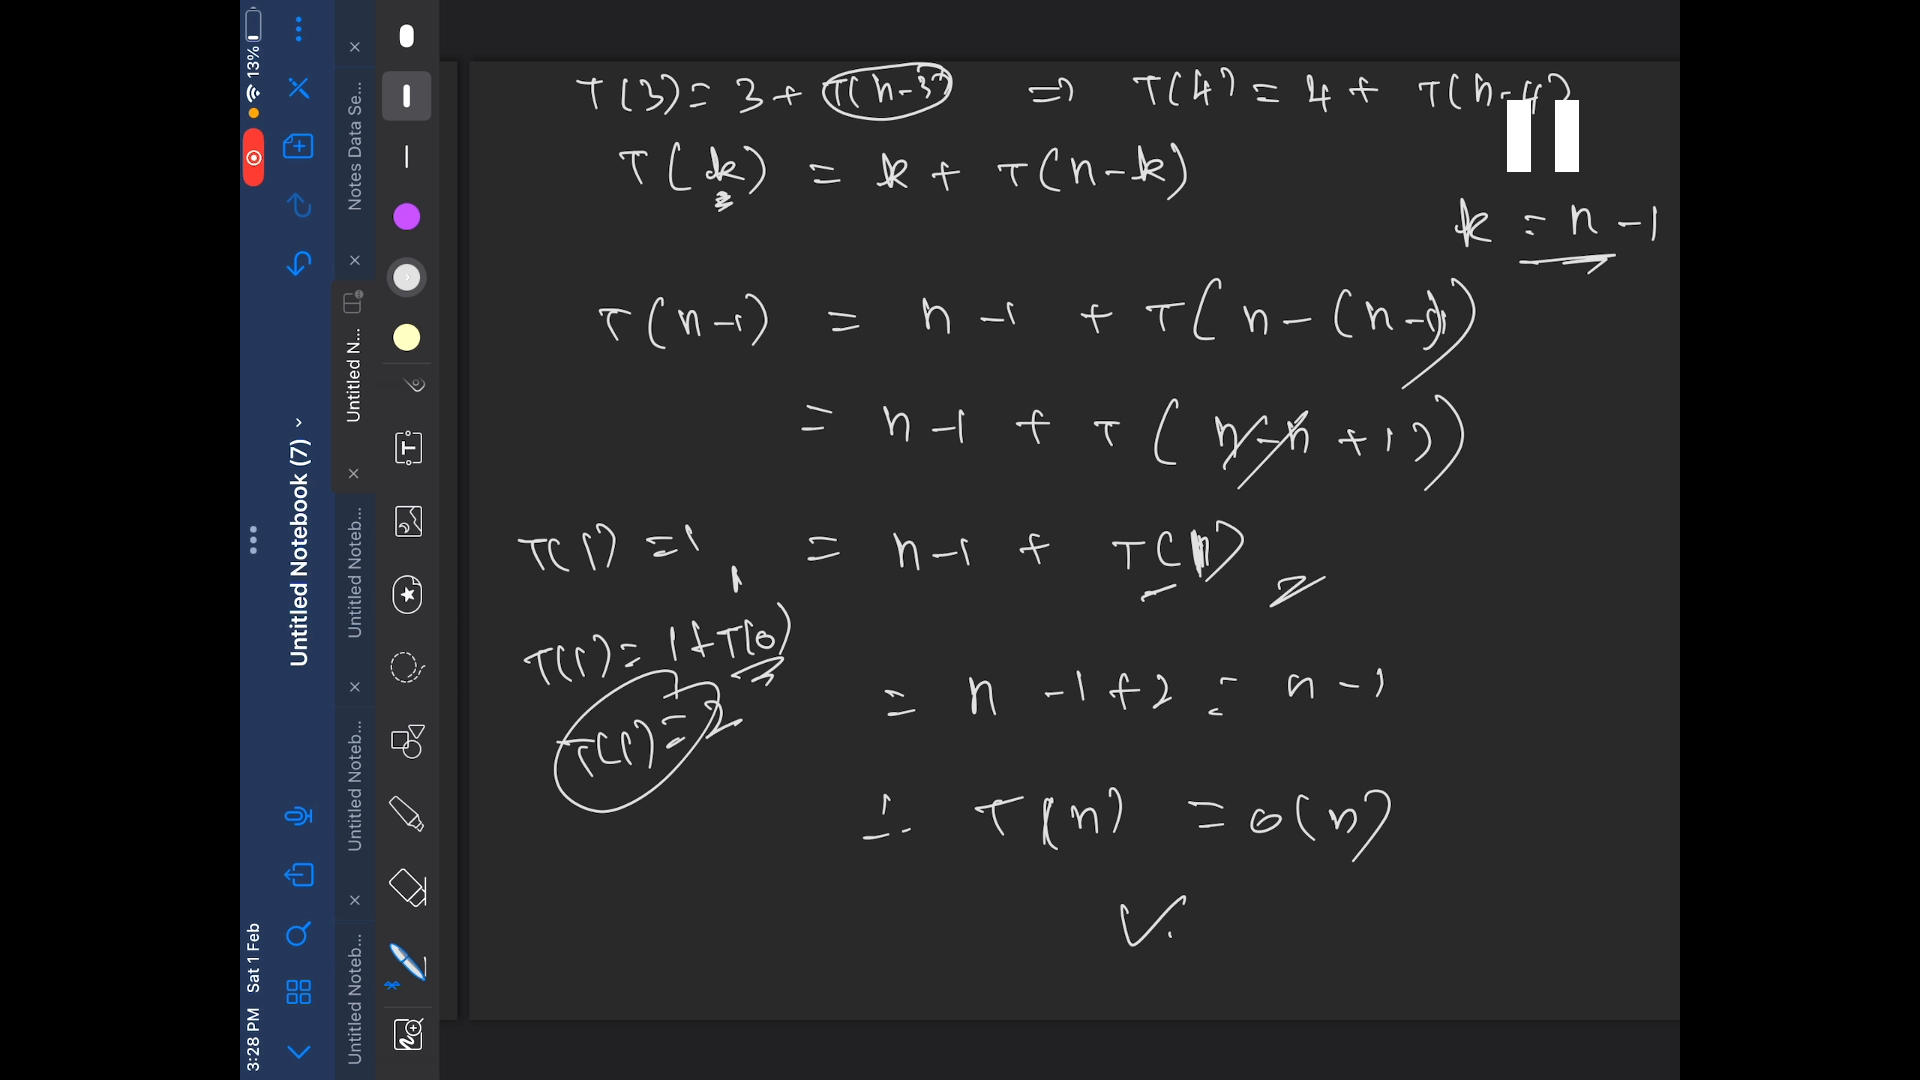 T(3) = 3 + T(n-3) ⇒ T(4) = 4 + T(n-4)
T(k) = k + T(n-k)
k = n-1
T(n-1) = n-1 + T(n-(n-1))
= n-1 + T(n-n+1)
T(1) = 1, = n-1 + T(1)
T(1) = 1 + T(0)
T(1) = 2
= n-1+2 = n-1
∴ T(n) = O(n)
3:28 PM Sat 1 Feb
13%
Untitled Notebook (7)
Untitled Noteb...
Untitled Noteb...
Untitled Noteb...
Untitled N...
Notes Data Se...